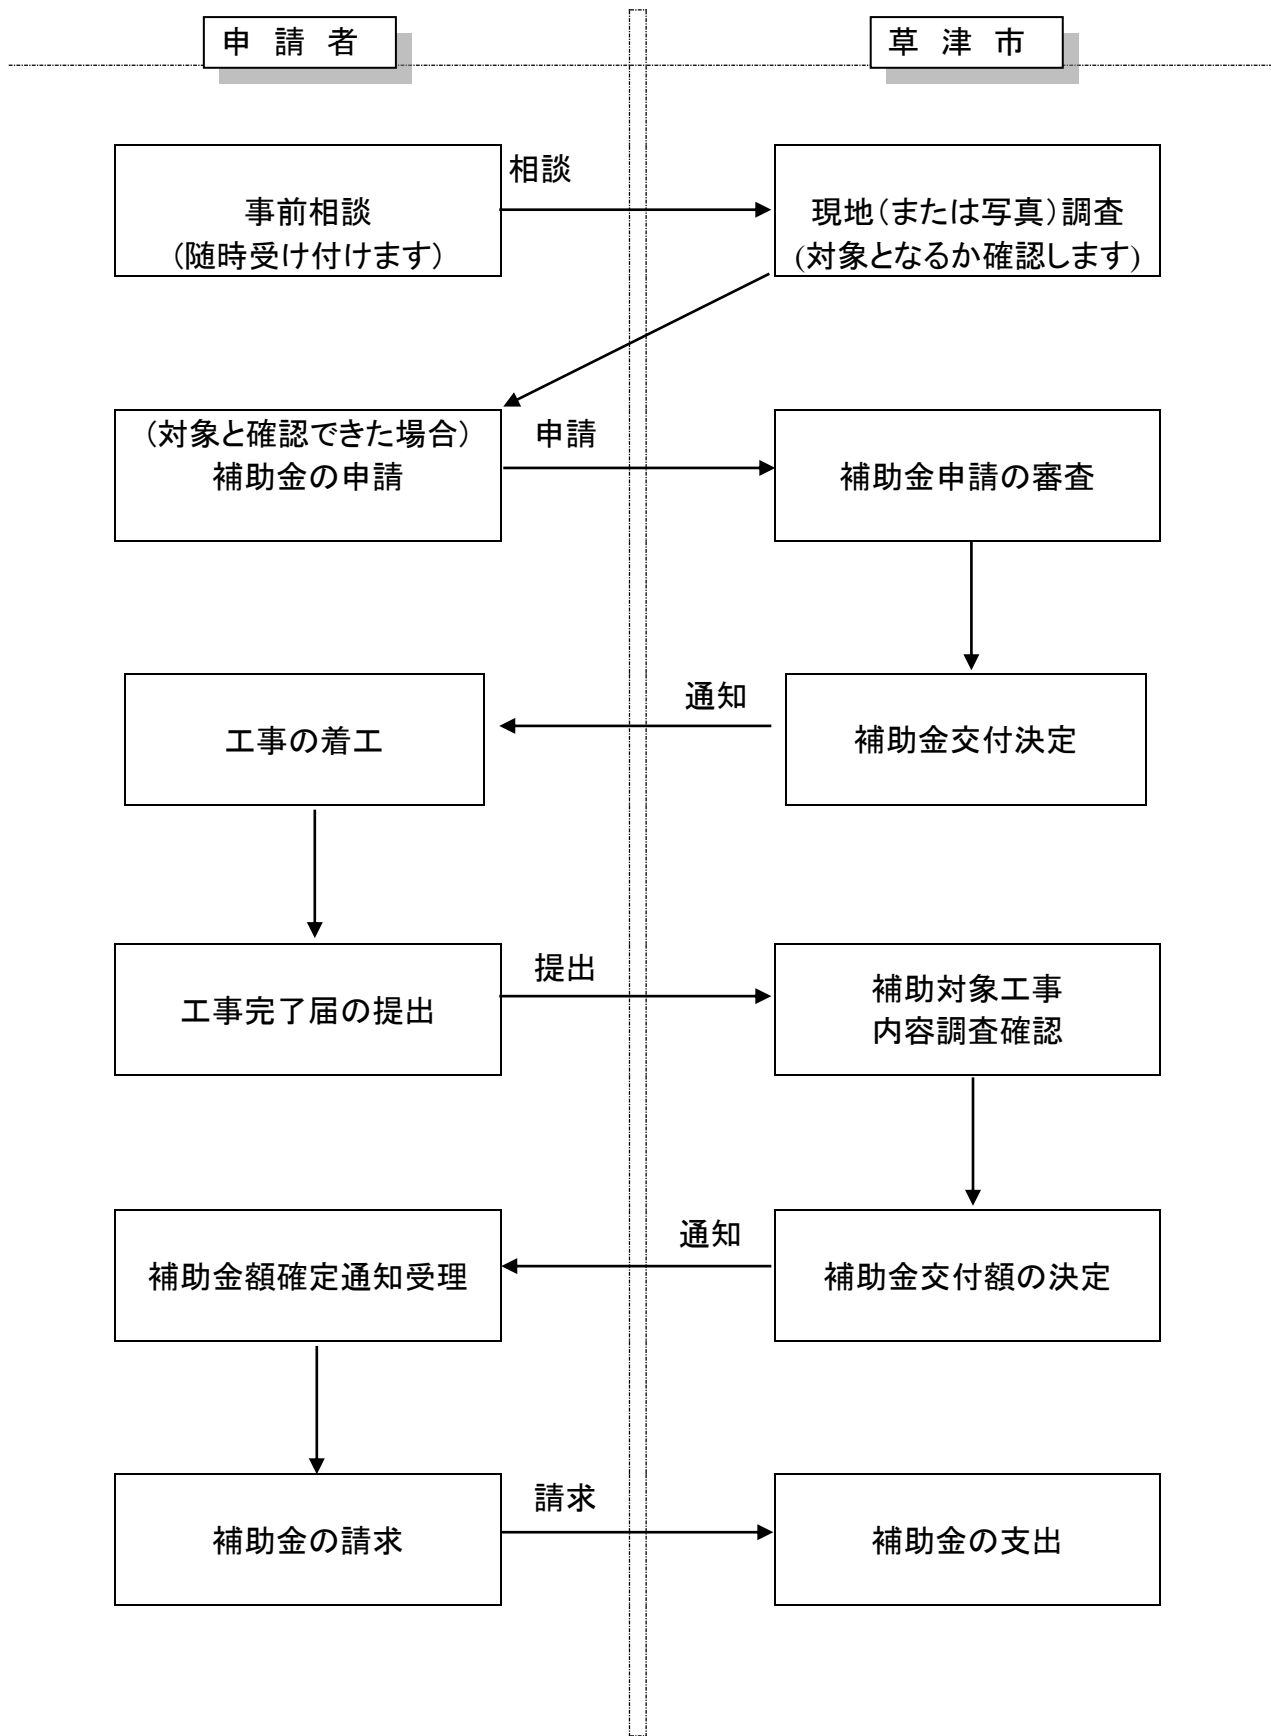 申 請 者
草 津 市
事前相談
（随時受け付けます）
相談
現地（または写真）調査
(対象となるか確認します)
（対象と確認できた場合）
補助金の申請
申請
補助金申請の審査
工事の着工
通知
補助金交付決定
工事完了届の提出
提出
補助対象工事
内容調査確認
補助金額確定通知受理
通知
補助金交付額の決定
補助金の請求
請求
補助金の支出